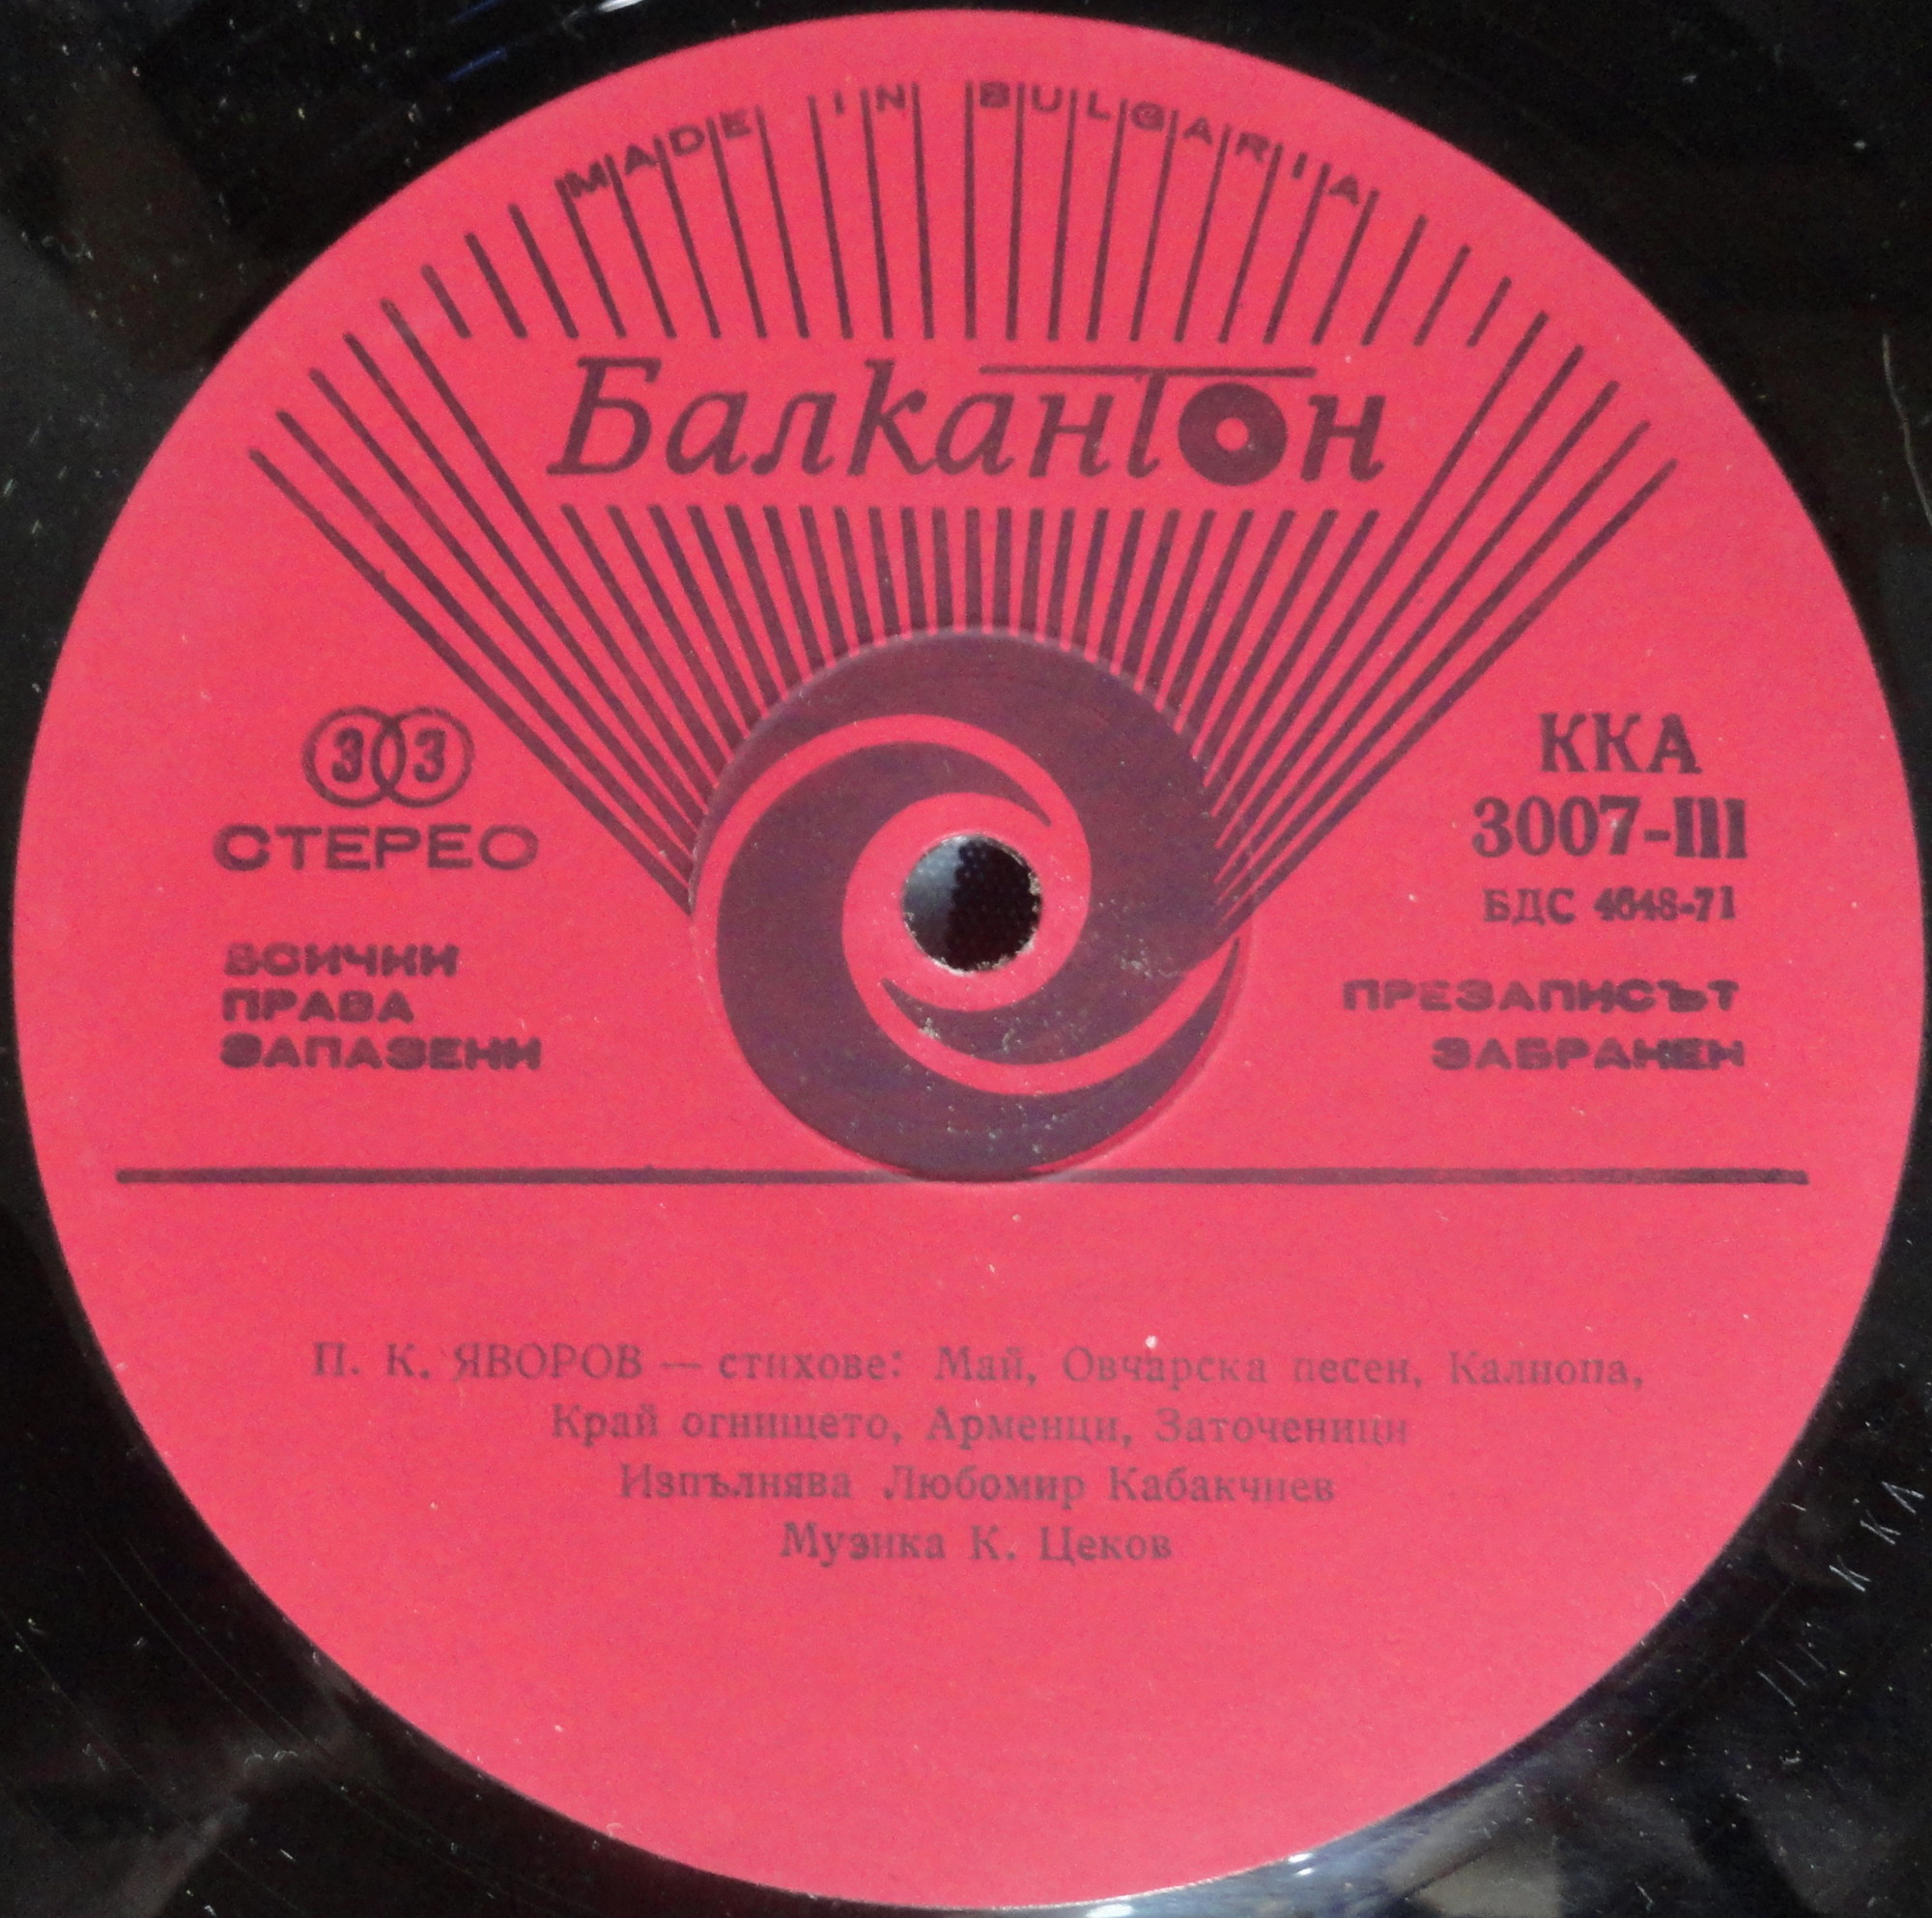 MADE IN BULGARIA
Балкантон
33
СТЕРЕО
ВСИЧКИ
ПРАВА
ЗАПАЗЕНИ
ККА
3007-III
БДС 4648-71
ПРЕЗАПИСЪТ
ЗАБРАНЕН
П. К. ЯВОРОВ — стихове: Май, Овчарска песен, Калиопа,
Край огнището, Арменци, Заточеници
Изпълнява Любомир Кабакчиев
Музика К. Цеков
ККА